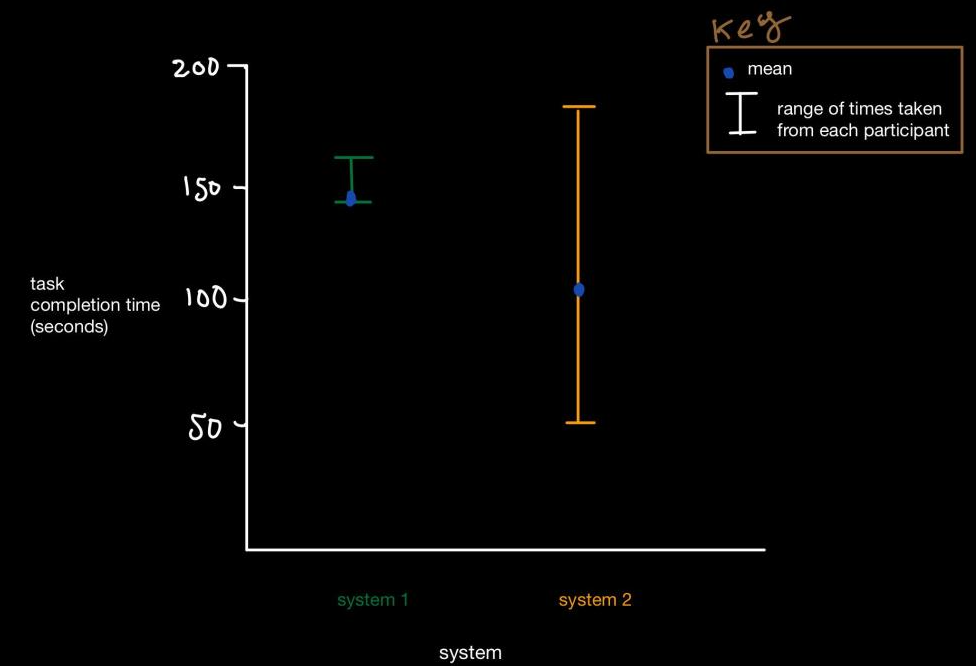 Key
mean
range of times taken
from each participant
200
150
100
50
task
completion time
(seconds)
system 1
system 2
system